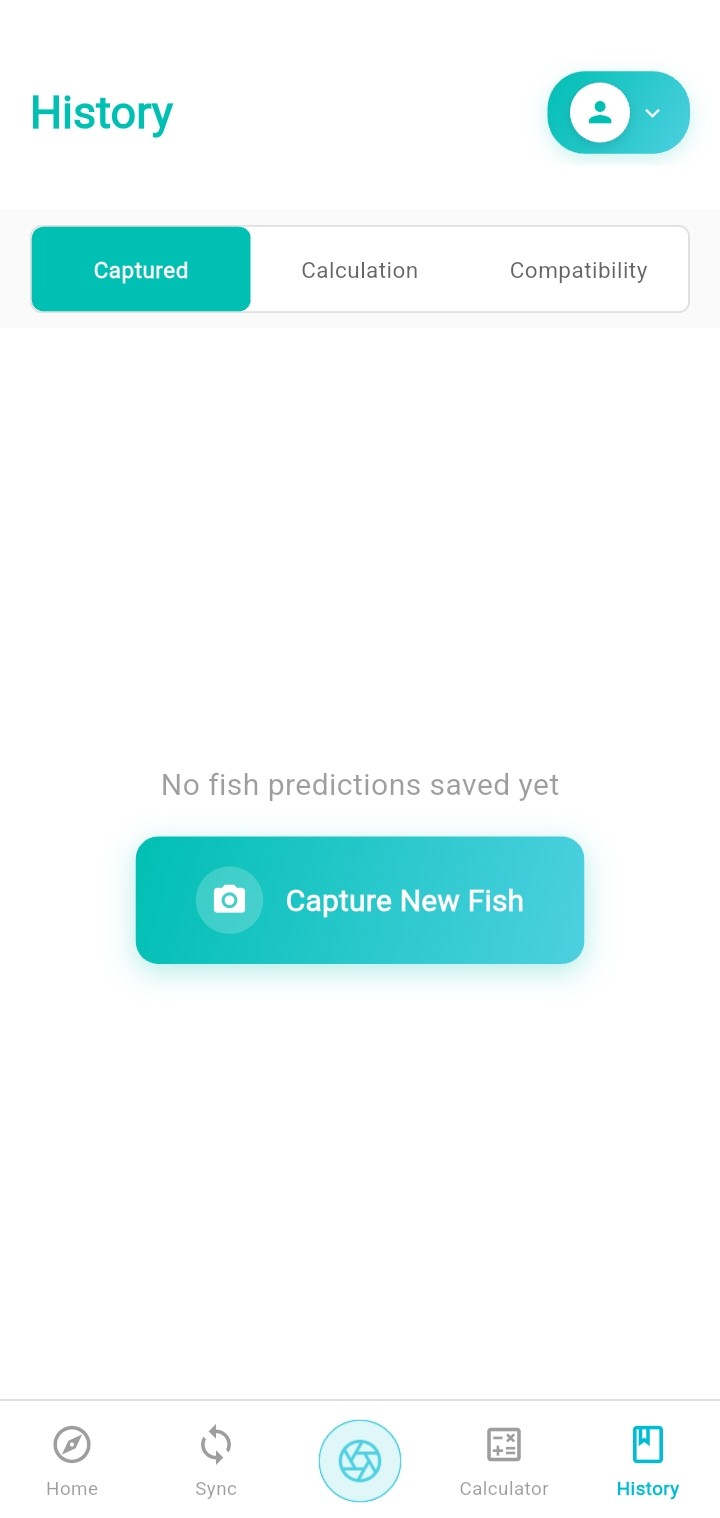 History
Captured
Calculation
Compatibility
No fish predictions saved yet
Capture New Fish
Home
Sync
Calculator
History